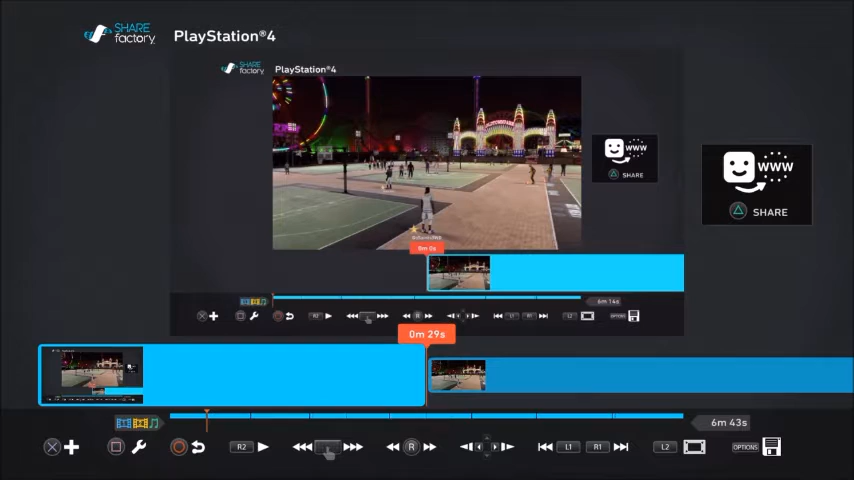 SHARE
factory
PlayStation®4
SHARE
factory
PlayStation®4
WWW
SHARE
WWW
SHARE
0m 0s
6m 14s
R2
R
L1
R1
L2
OPTIONS
0m 29s
6m 43s
R2
R
L1
R1
L2
OPTIONS